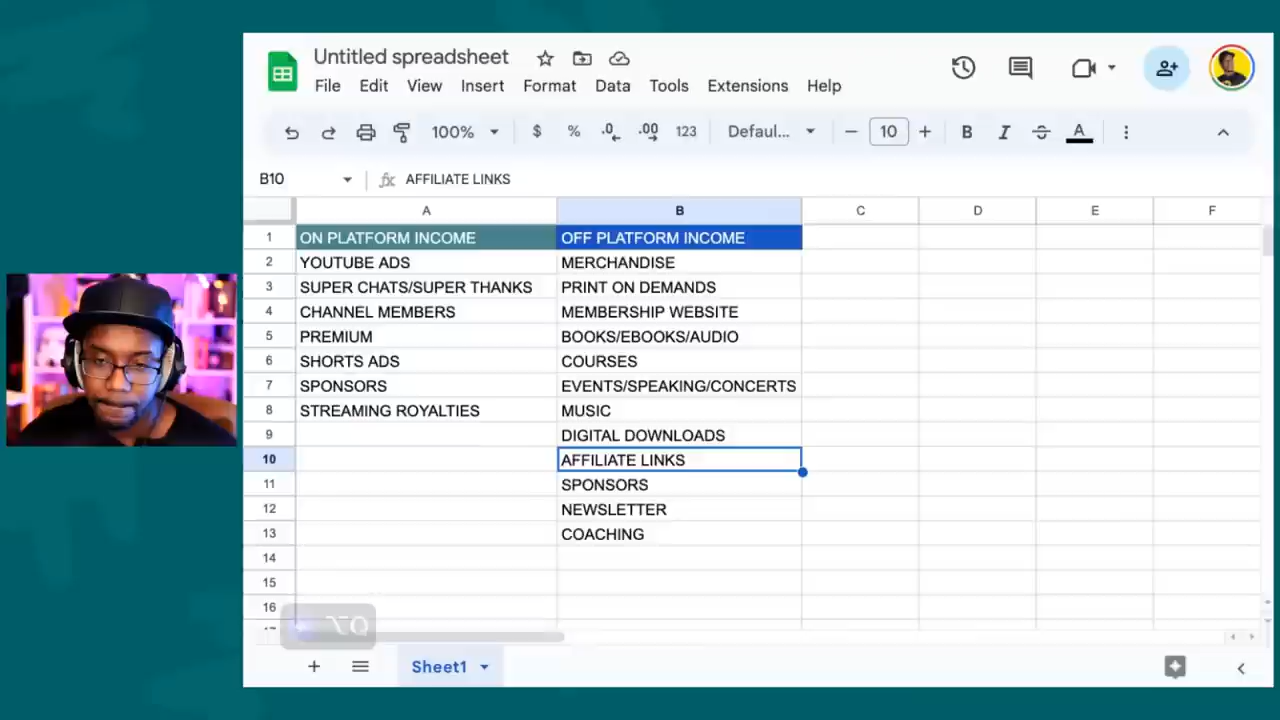 Untitled spreadsheet
File Edit View Insert Format Data Tools Extensions Help
100% $ % .0 .00 123 Defaul... 10 B I S A
B10 fx AFFILIATE LINKS
A B C D E F
1 ON PLATFORM INCOME OFF PLATFORM INCOME
2 YOUTUBE ADS MERCHANDISE
3 SUPER CHATS/SUPER THANKS PRINT ON DEMANDS
4 CHANNEL MEMBERS MEMBERSHIP WEBSITE
5 PREMIUM BOOKS/EBOOKS/AUDIO
6 SHORTS ADS COURSES
7 SPONSORS EVENTS/SPEAKING/CONCERTS
8 STREAMING ROYALTIES MUSIC
9 DIGITAL DOWNLOADS
10 AFFILIATE LINKS
11 SPONSORS
12 NEWSLETTER
13 COACHING
14
15
16
⌥Q
Sheet1